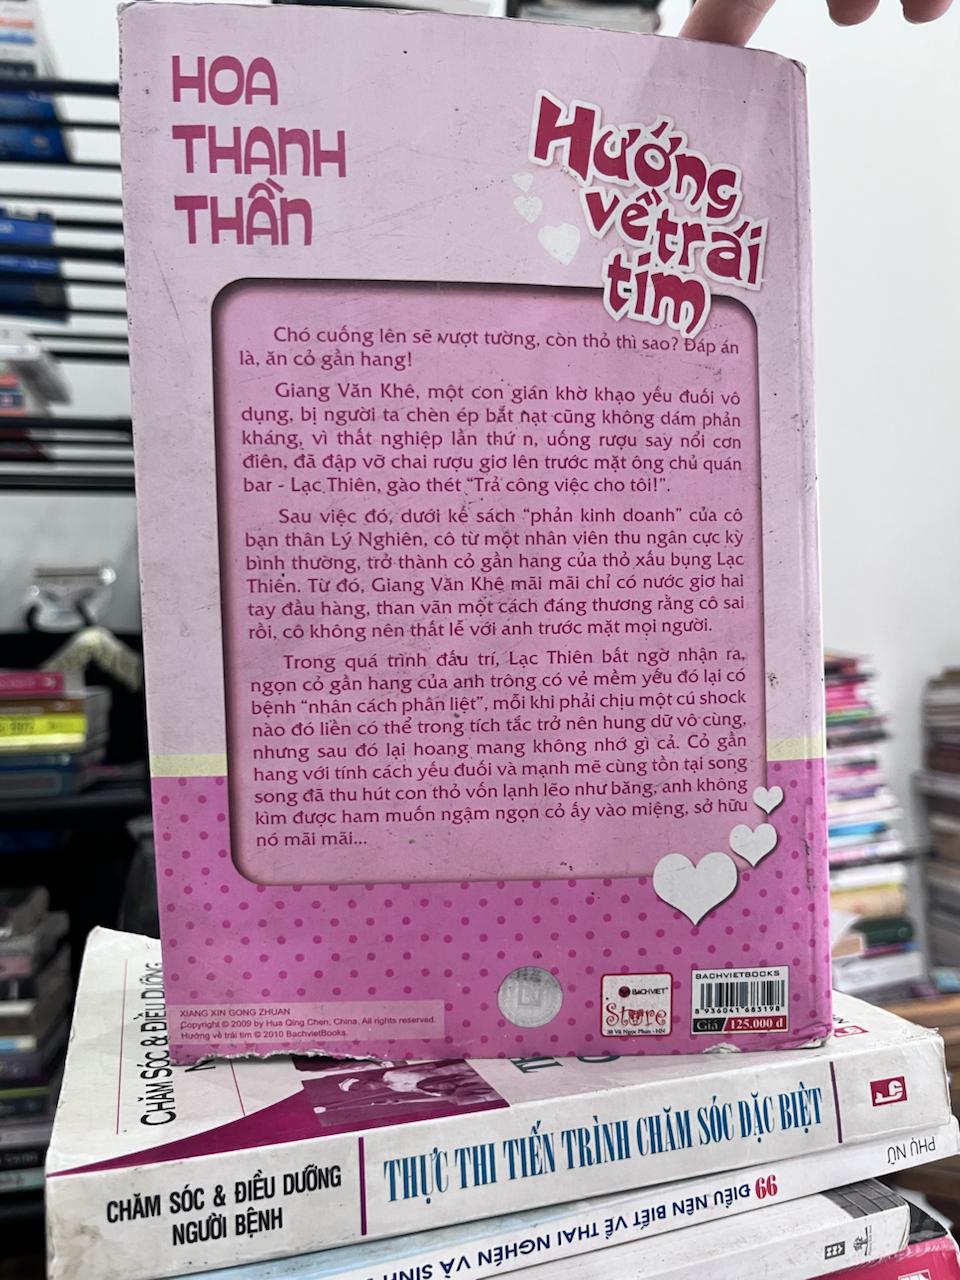 HOA
THANH
THẦN
Hướng
về trái
tim
Chó cuống lên sẽ vượt tường, còn thỏ thì sao? Đáp án
là, ăn cỏ gần hang!
Giang Văn Khê, một con gián khờ khạo yếu đuối vô
dụng, bị người ta chèn ép bắt nạt cũng không dám phản
kháng, vì thất nghiệp lần thứ n, uống rượu say nổi cơn
điên, đã đập vỡ chai rượu giơ lên trước mặt ông chủ quán
bar - Lạc Thiên, gào thét “Trả công việc cho tôi!”.
Sau việc đó, dưới kế sách “phản kinh doanh” của cô
bạn thân Lý Nghiên, cô từ một nhân viên thu ngân cực kỳ
bình thường, trở thành cỏ gần hang của thỏ xấu bụng Lạc
Thiên. Từ đó, Giang Văn Khê mãi mãi chỉ có nước giơ hai
tay đầu hàng, than vãn một cách đáng thương rằng cô sai
rồi, cô không nên thất lễ với anh trước mặt mọi người.
Trong quá trình đấu trí, Lạc Thiên bất ngờ nhận ra,
ngọn cỏ gần hang của anh trông có vẻ mềm yếu đó lại có
bệnh “nhân cách phân liệt”, mỗi khi phải chịu một cú shock
nào đó liền có thể trong tích tắc trở nên hung dữ vô cùng,
nhưng sau đó lại hoang mang không nhớ gì cả. Cỏ gần
hang với tính cách yếu đuối và mạnh mẽ cùng tồn tại song
song đã thu hút con thỏ vốn lạnh lẽo như băng, anh không
kìm được ham muốn ngậm ngọn cỏ ấy vào miệng, sở hữu
nó mãi mãi...
XIANG XIN GONG ZHUAN
Copyright © 2009 by Hua Qing Chen, China. All rights reserved.
Hướng về trái tim © 2010 BachvietBooks.
BACHVIET
Store
38 Vũ Ngọc Phan - HN
BACHVIETBOOKS
8 936041 683198
Giá 125.000 đ
CHĂM SÓC & ĐIỀU DƯỠNG
CHĂM SÓC & ĐIỀU DƯỠNG
NGƯỜI BỆNH
THỰC THI TIẾN TRÌNH CHĂM SÓC ĐẶC BIỆT
99 ĐIỀU NÊN BIẾT VỀ THAI NGHÉN VÀ SINH
PHỤ NỮ